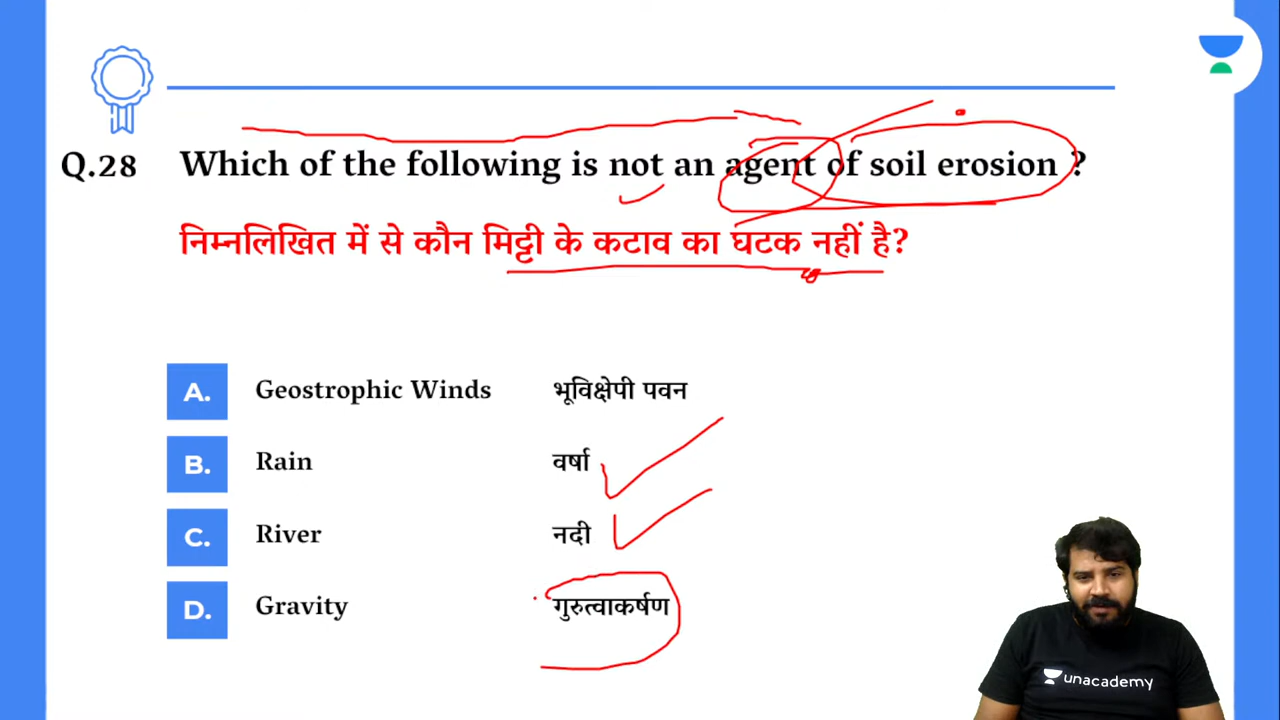 Q.28 Which of the following is not an agent of soil erosion ?
निम्नलिखित में से कौन मिट्टी के कटाव का घटक नहीं है?
A. Geostrophic Winds भूविक्षेपी पवन
B. Rain वर्षा
C. River नदी
D. Gravity गुरुत्वाकर्षण
unacademy